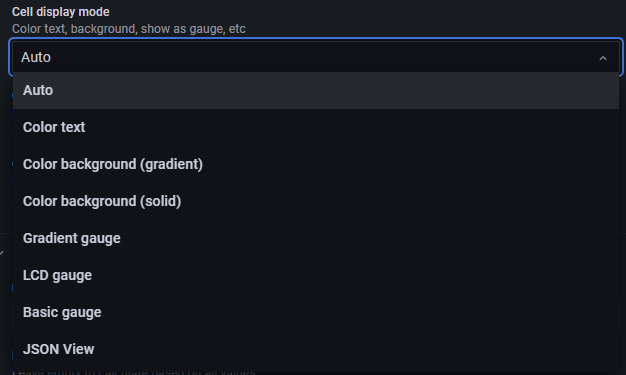 Cell display mode
Color text, background, show as gauge, etc
Auto
Auto
Color text
Color background (gradient)
Color background (solid)
Gradient gauge
LCD gauge
Basic gauge
JSON View